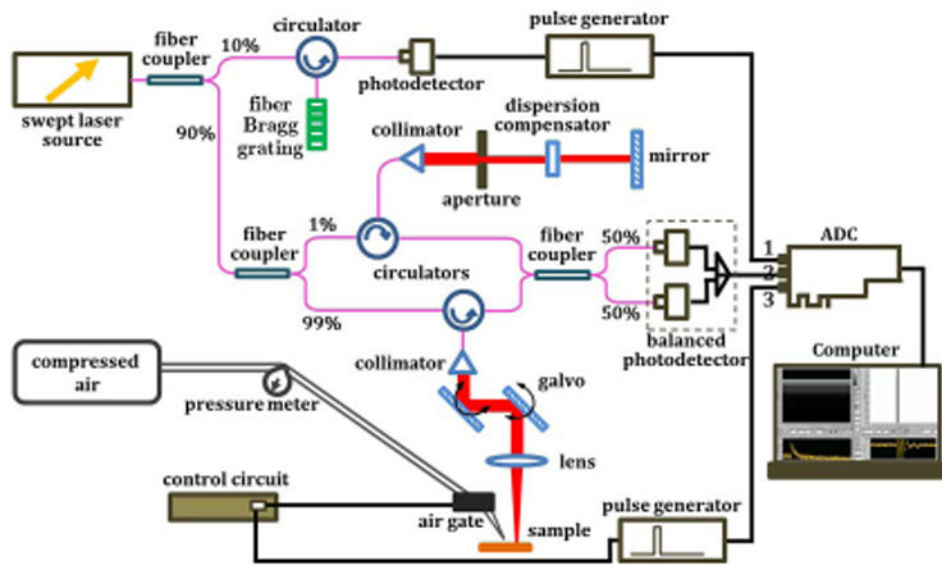 circulator
pulse generator
fiber
coupler
10%
photodetector
swept laser
source
90%
fiber
Bragg
grating
collimator
dispersion
compensator
aperture
mirror
fiber
coupler
1%
circulators
fiber
coupler
50%
50%
1
2
3
ADC
99%
balanced
photodetector
Computer
compressed
air
pressure meter
collimator
galvo
lens
control circuit
air gate
sample
pulse generator